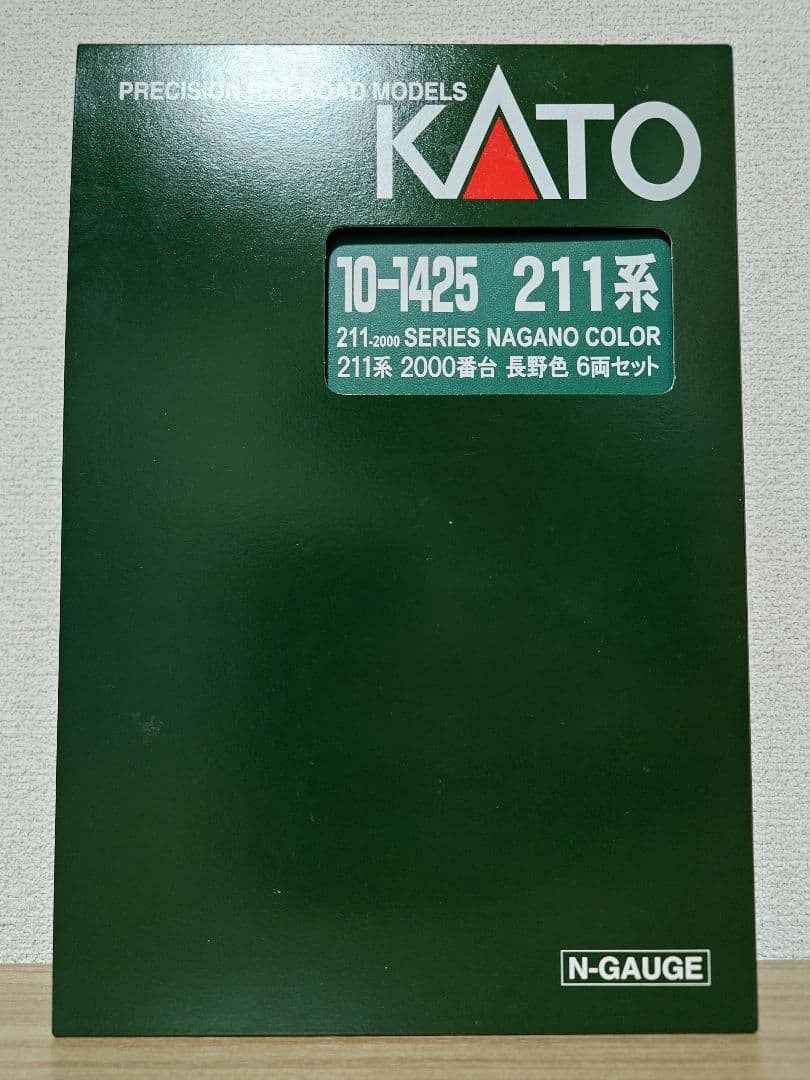 PRECISION RAILROAD MODELS
KATO
10-1425 211系
211-2000 SERIES NAGANO COLOR
211系 2000番台 長野色 6両セット
N-GAUGE